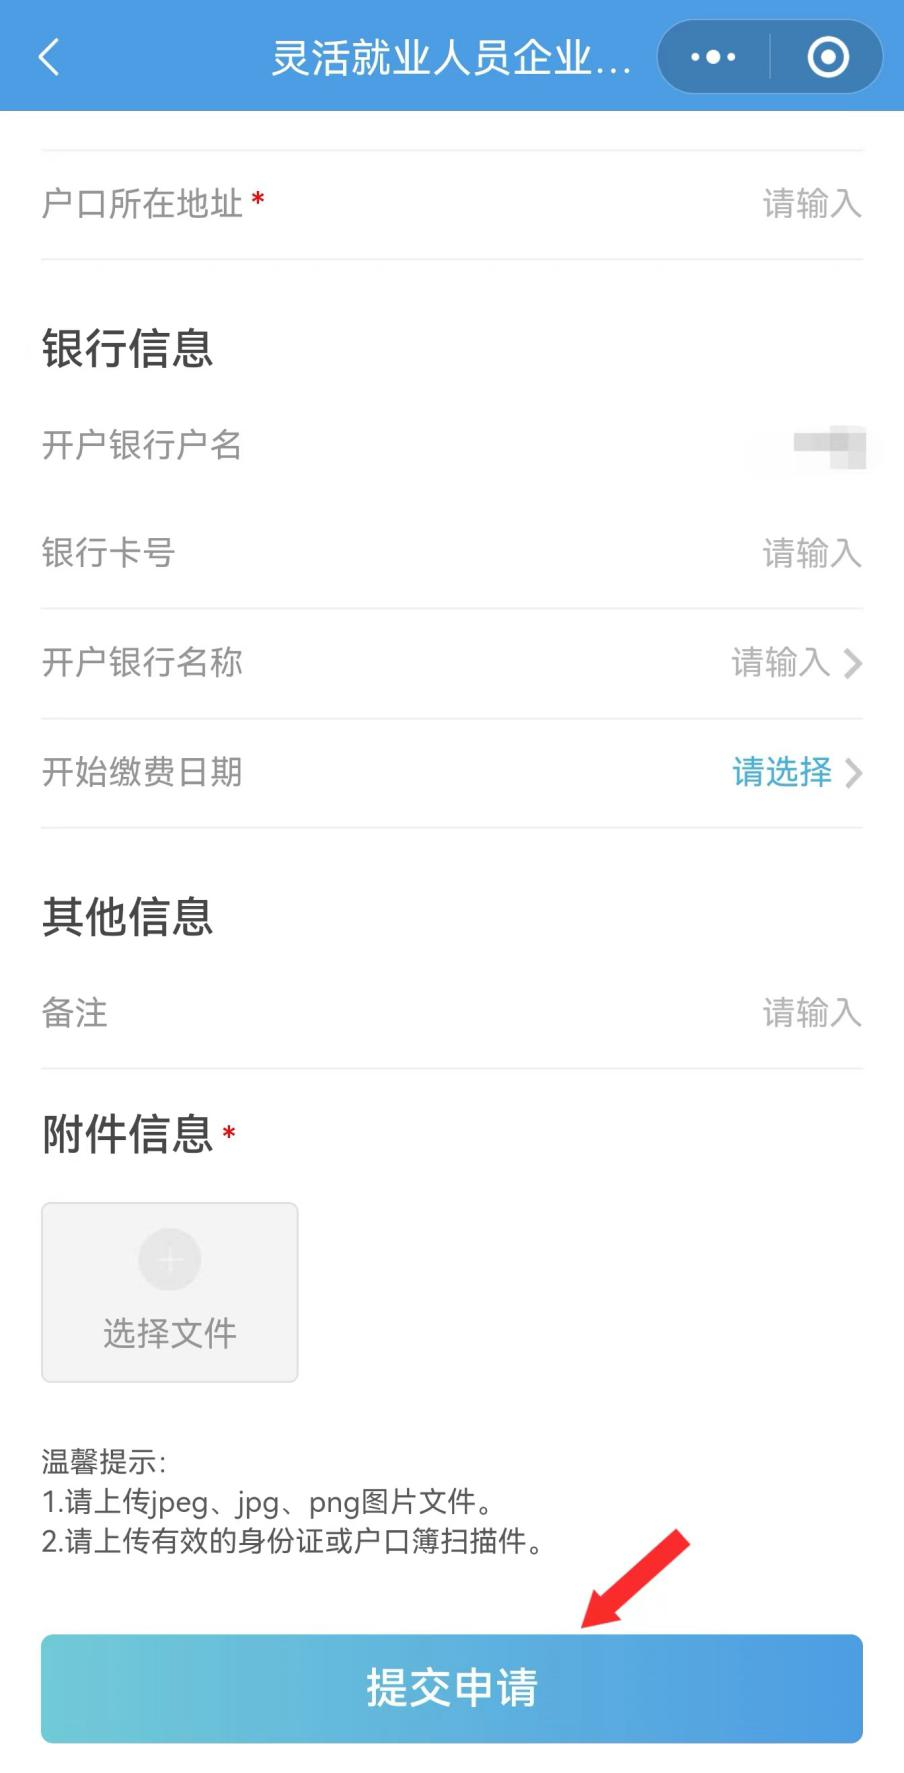 灵活就业人员企业...
户口所在地址* 请输入
银行信息
开户银行户名
银行卡号 请输入
开户银行名称 请输入
开始缴费日期 请选择
其他信息
备注 请输入
附件信息*
选择文件
温馨提示:
1.请上传jpeg、jpg、png图片文件。
2.请上传有效的身份证或户口簿扫描件。
提交申请